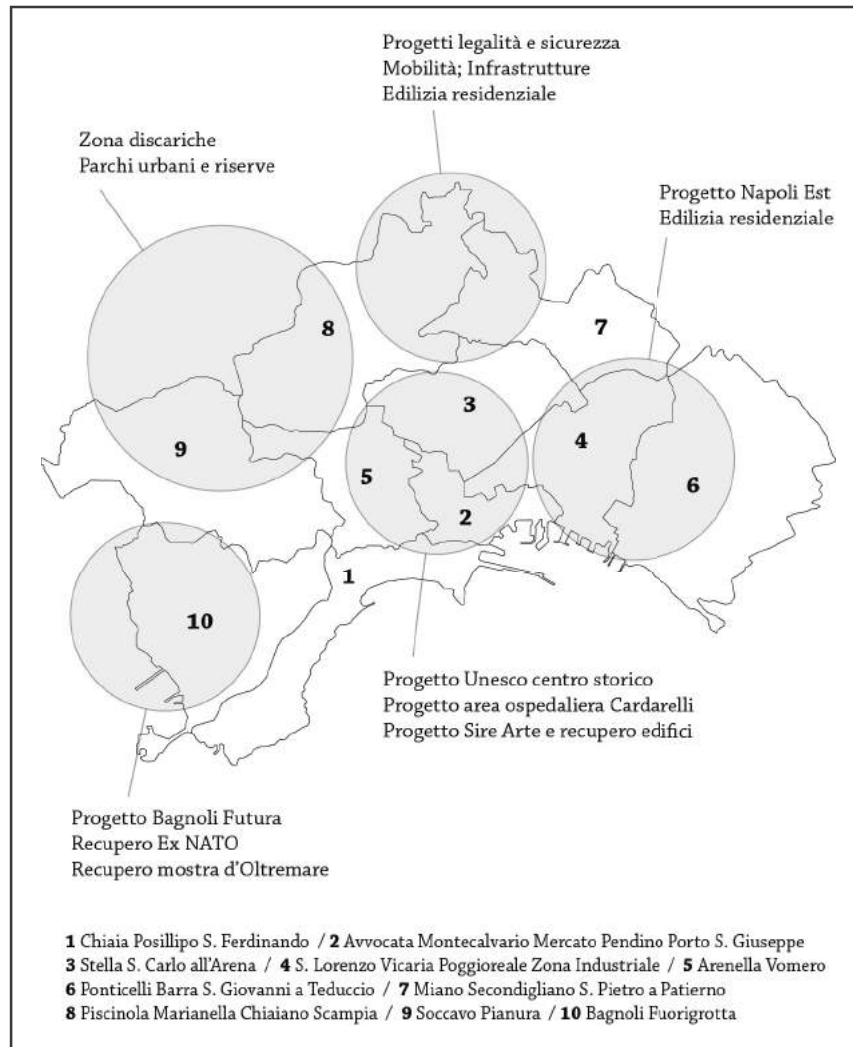 Progetti legalità e sicurezza
Mobilità; Infrastrutture
Edilizia residenziale
Zona discariche
Parchi urbani e riserve
Progetto Napoli Est
Edilizia residenziale
8
7
3
9
5
4
6
2
1
10
Progetto Unesco centro storico
Progetto area ospedaliera Cardarelli
Progetto Sire Arte e recupero edifici
Progetto Bagnoli Futura
Recupero Ex NATO
Recupero mostra d'Oltremare
1 Chiaia Posillipo S. Ferdinando / 2 Avvocata Montecalvario Mercato Pendino Porto S. Giuseppe
3 Stella S. Carlo all'Arena / 4 S. Lorenzo Vicaria Poggioreale Zona Industriale / 5 Arenella Vomero
6 Ponticelli Barra S. Giovanni a Teduccio / 7 Miano Secondigliano S. Pietro a Patierno
8 Piscinola Marianella Chiaiano Scampia / 9 Soccavo Pianura / 10 Bagnoli Fuorigrotta